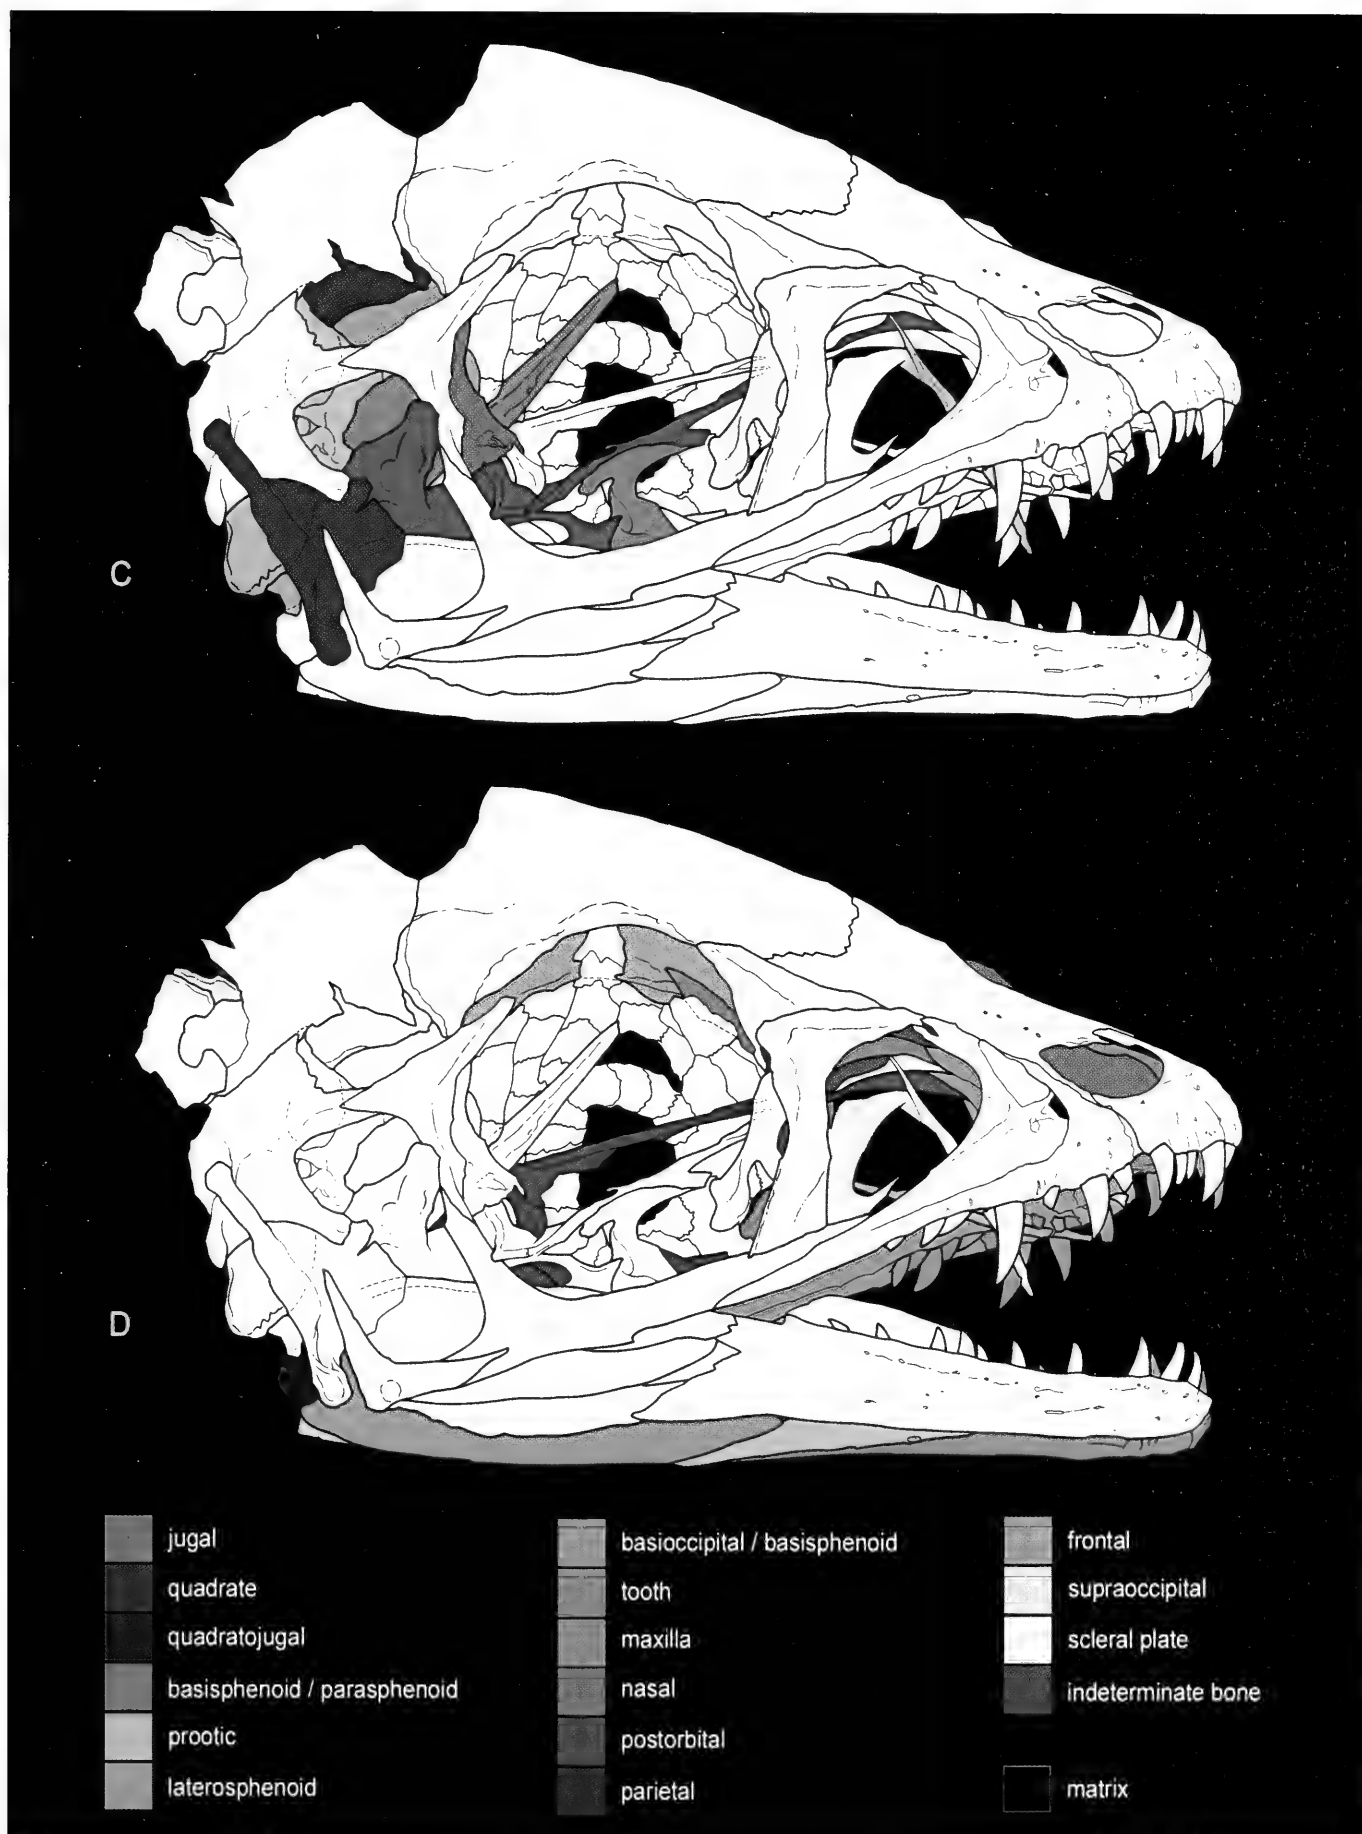 C
D
jugal
quadrate
quadratojugal
basisphenoid / parasphenoid
prootic
laterosphenoid
basioccipital / basisphenoid
tooth
maxilla
nasal
postorbital
parietal
frontal
supraoccipital
scleral plate
indeterminate bone
matrix